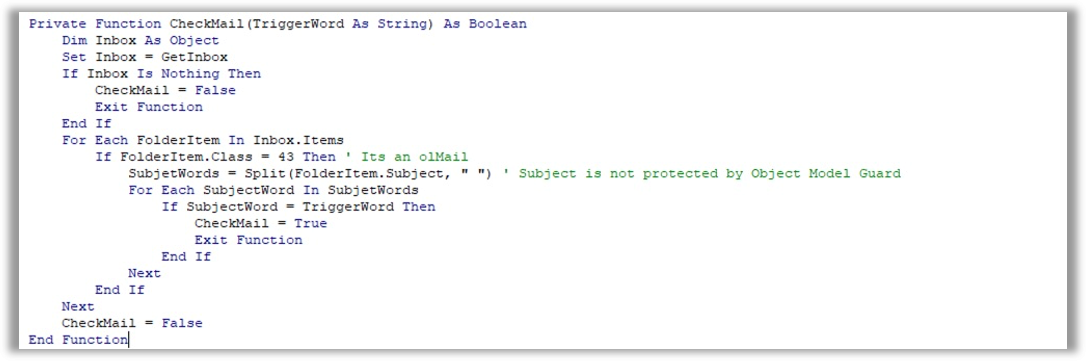 Private Function CheckMail(TriggerWord As String) As Boolean
    Dim Inbox As Object
    Set Inbox = GetInbox
    If Inbox Is Nothing Then
        CheckMail = False
        Exit Function
    End If
    For Each FolderItem In Inbox.Items
        If FolderItem.Class = 43 Then ' Its an olMail
            SubjetWords = Split(FolderItem.Subject, " ") ' Subject is not protected by Object Model Guard
            For Each SubjectWord In SubjetWords
                If SubjectWord = TriggerWord Then
                    CheckMail = True
                    Exit Function
                End If
            Next
        End If
    Next
    CheckMail = False
End Function